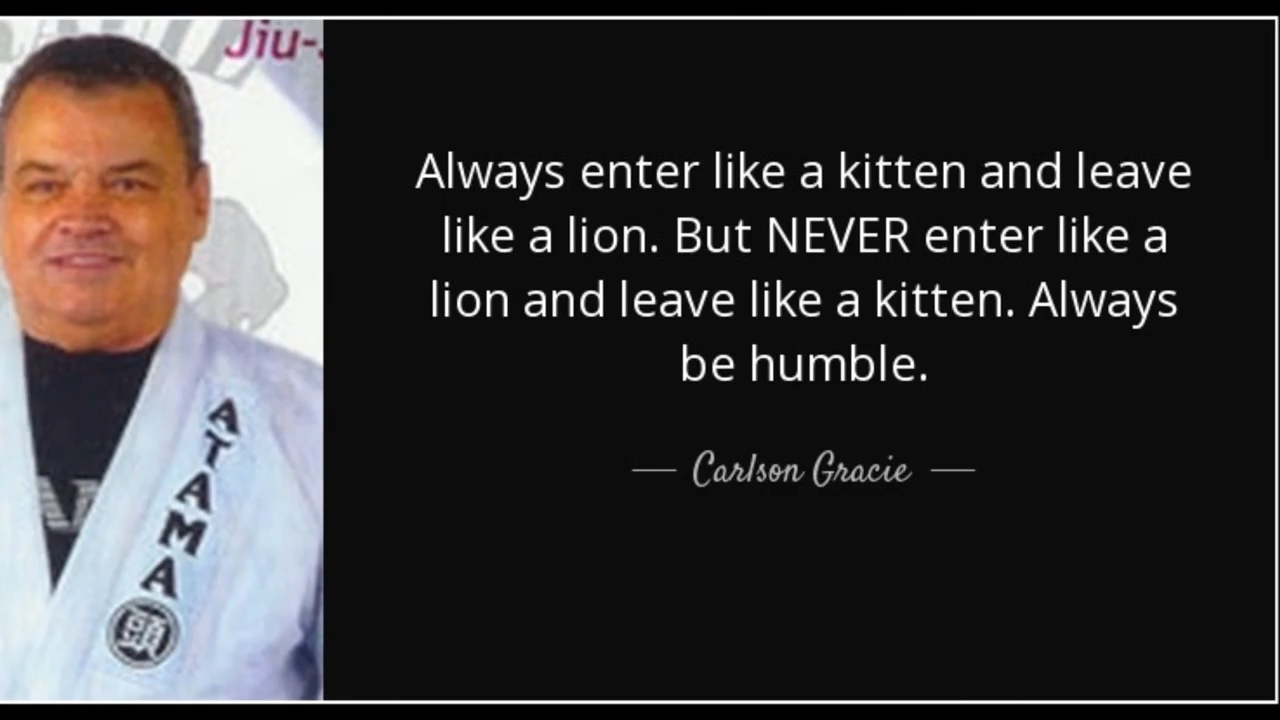 Jiu-
Always enter like a kitten and leave
like a lion. But NEVER enter like a
lion and leave like a kitten. Always
be humble.
Carlson Gracie
ATAMA
頭